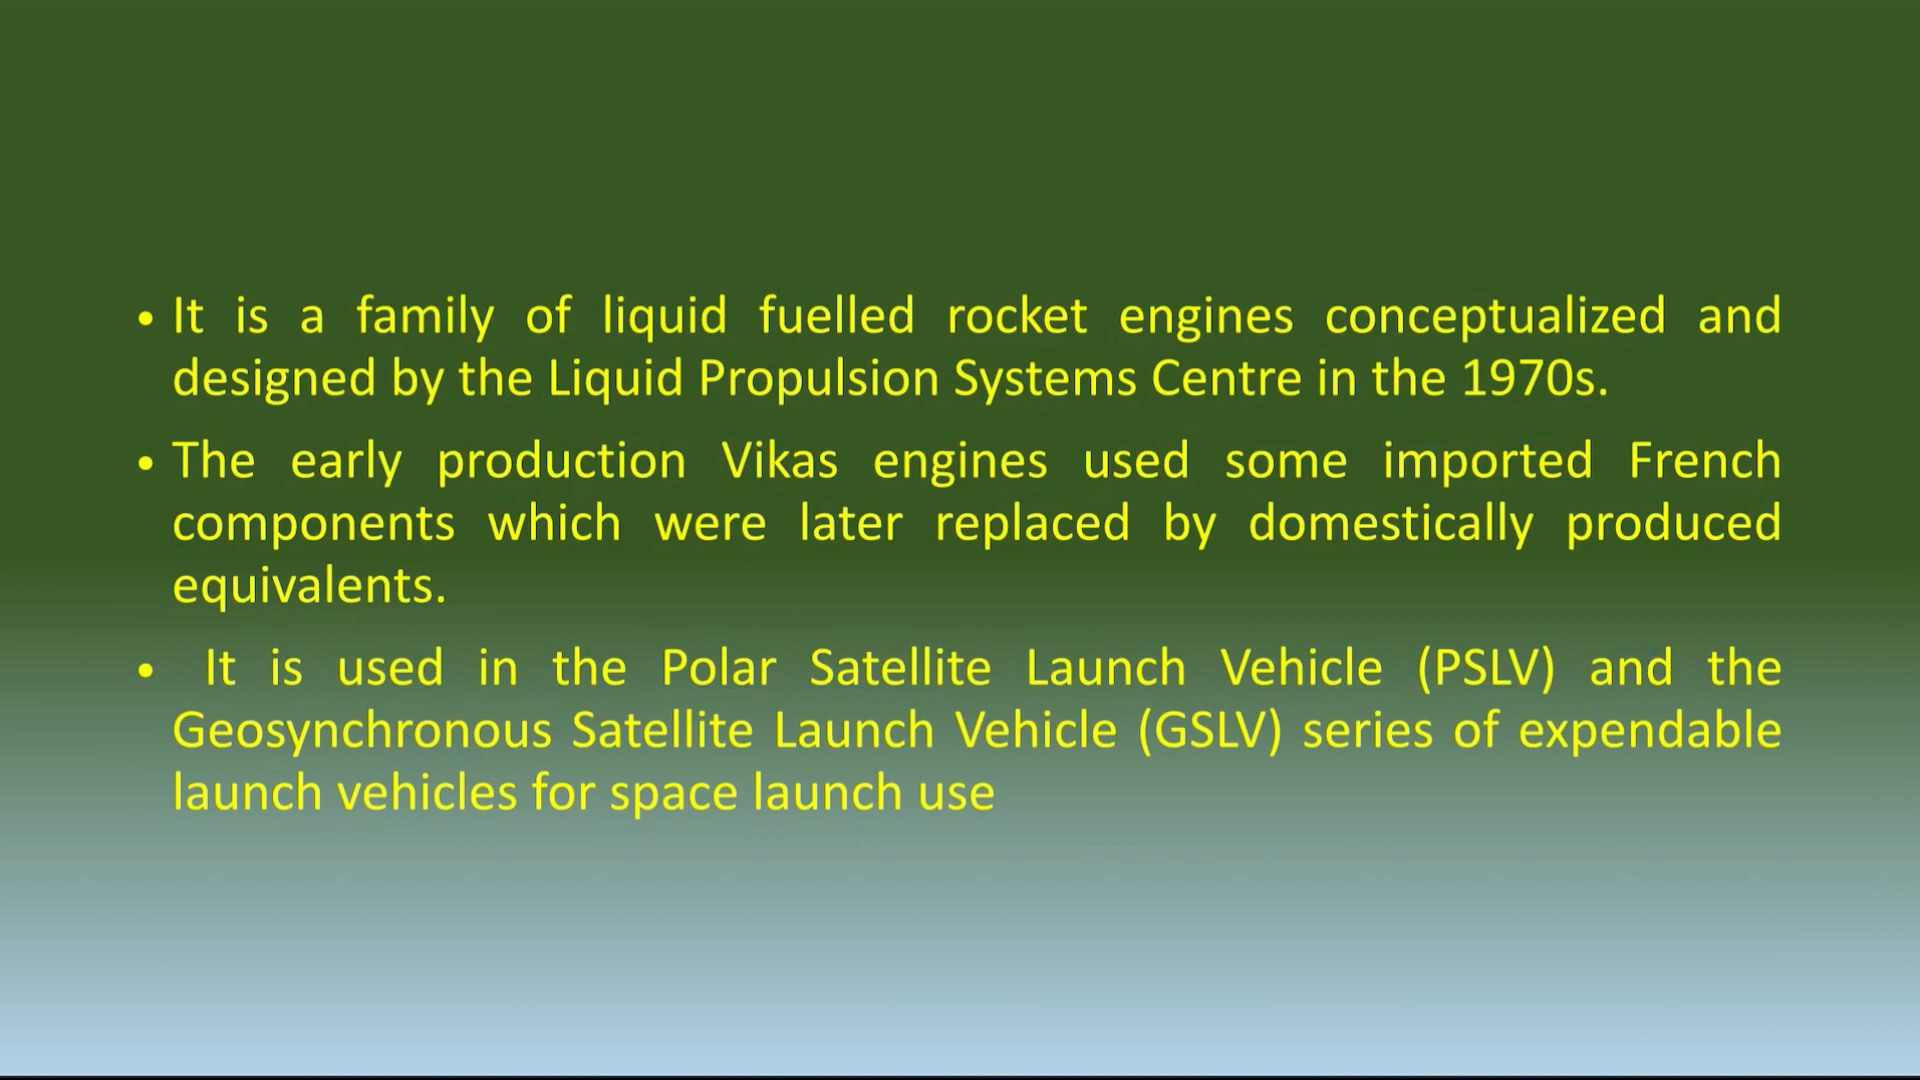 • It is a family of liquid fuelled rocket engines conceptualized and
designed by the Liquid Propulsion Systems Centre in the 1970s.
• The early production Vikas engines used some imported French
components which were later replaced by domestically produced
equivalents.
• It is used in the Polar Satellite Launch Vehicle (PSLV) and the
Geosynchronous Satellite Launch Vehicle (GSLV) series of expendable
launch vehicles for space launch use